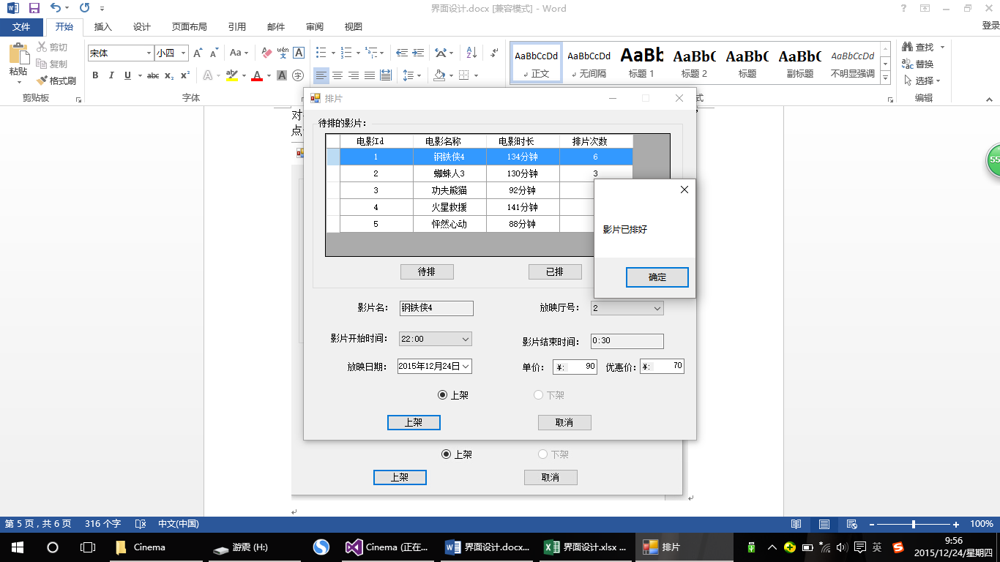 界面设计.docx [兼容模式] - Word
文件 开始 插入 设计 页面布局 引用 邮件 审阅 视图 登录
粘贴 剪切 复制 格式刷
宋体 小四
AaBbCcDd AaBbCcDd AaBb AaBbC AaBbC AaBbC AaBbCcDd
正文 无间隔 标题 1 标题 2 标题 副标题 不明显强调
查找 替换 选择
剪贴板 字体 式 编辑
对
点
排片
待排的影片：
电影Id 电影名称 电影时长 排片次数
1 钢铁侠4 134分钟 6
2 蜘蛛人3 130分钟 3
3 功夫熊猫 92分钟
4 火星救援 141分钟
5 怦然心动 88分钟
影片已排好
确定
待排 已排
影片名： 钢铁侠4 放映厅号： 2
影片开始时间： 22:00 影片结束时间： 0:30
放映日期： 2015年12月24日 单价： ¥: 90 优惠价： ¥: 70
上架 下架
上架 取消
上架 下架
上架 取消
第 5 页，共 6 页 316 个字 中文(中国) 100%
Cinema 游震 (H:) Cinema (正在... 界面设计.docx... 界面设计.xlsx ... 排片 英
9:56
2015/12/24/星期四
55